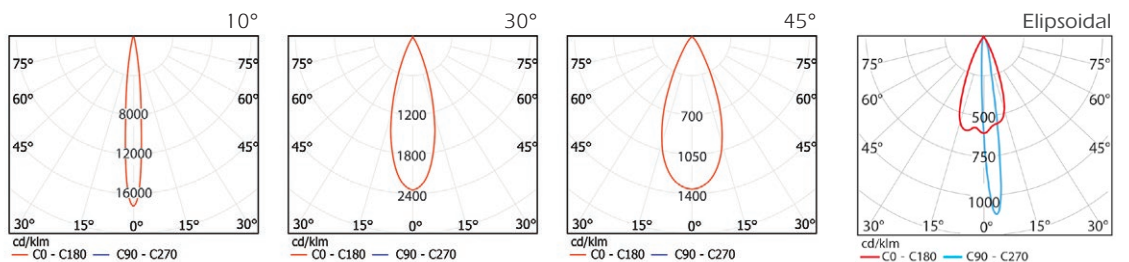 10°
75° 75°
60° 60°
8000
45° 12000 45°
16000
30° 15° 0° 15° 30°
cd/klm
C0 - C180 C90 - C270
30°
75° 75°
60° 60°
1200
45° 1800 45°
2400
30° 15° 0° 15° 30°
cd/klm
C0 - C180 C90 - C270
45°
75° 75°
60° 60°
700
45° 1050 45°
1400
30° 15° 0° 15° 30°
cd/klm
C0 - C180 C90 - C270
Elipsoidal
75° 75°
60° 60°
500
45° 750 45°
1000
30° 15° 0° 15° 30°
cd/klm
C0 - C180 C90 - C270